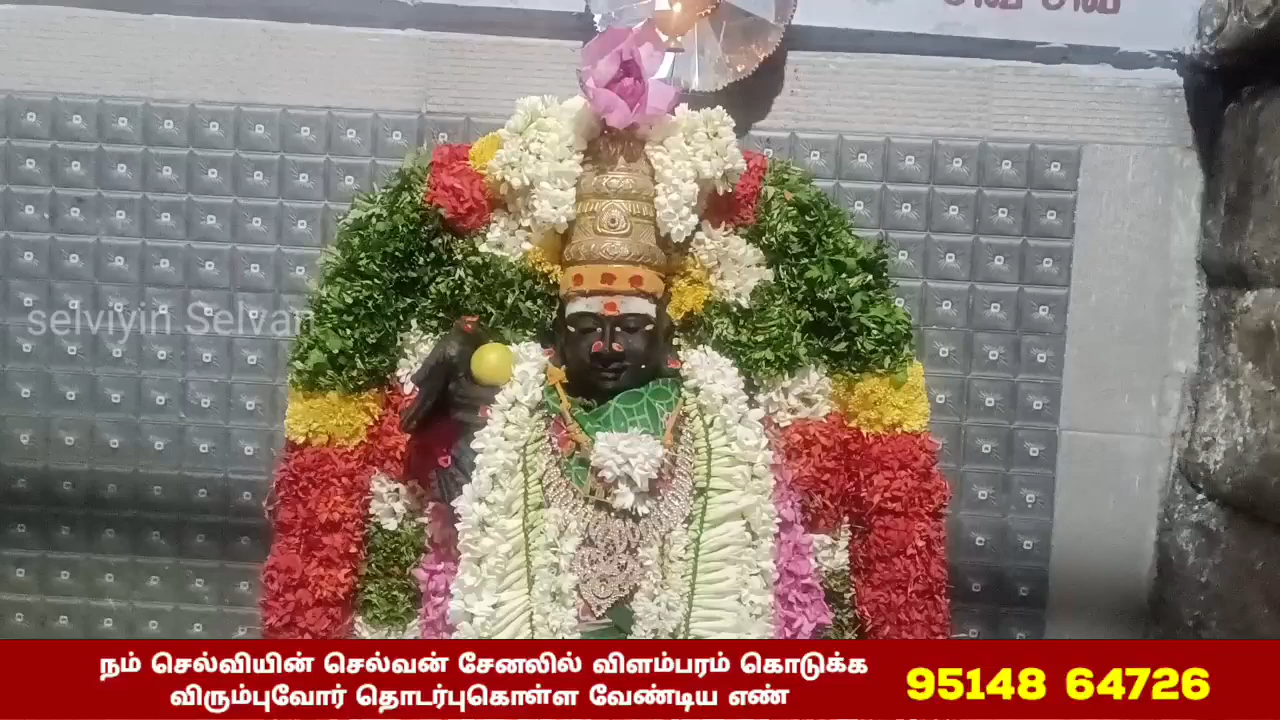 selviyin Selvan
நம் செல்வியின் செல்வன் சேனலில் விளம்பரம் கொடுக்க
விரும்புவோர் தொடர்புகொள்ள வேண்டிய எண்
95148 64726